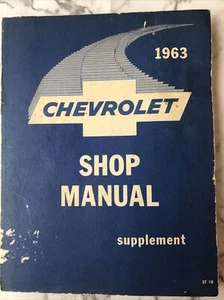 1963
CHEVROLET
SHOP
MANUAL
supplement